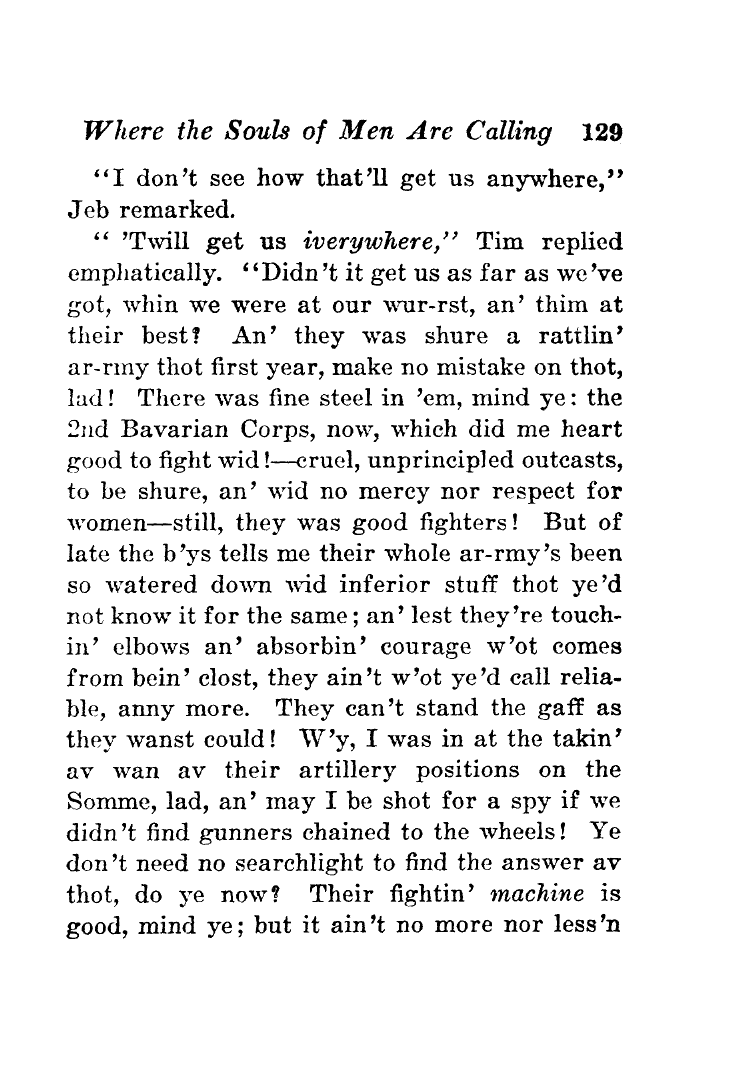 Where the Souls of Men Are Calling 129
“I don’t see how that’ll get us anywhere,”
Jeb remarked.
“ ’Twill get us iverywhere,” Tim replied
emphatically. “Didn’t it get us as far as we’ve
got, whin we were at our wur-rst, an’ thim at
their best? An’ they was shure a rattlin’
ar-rmy thot first year, make no mistake on thot,
lad! There was fine steel in ’em, mind ye: the
2nd Bavarian Corps, now, which did me heart
good to fight wid!—cruel, unprincipled outcasts,
to be shure, an’ wid no mercy nor respect for
women—still, they was good fighters! But of
late the b’ys tells me their whole ar-rmy’s been
so watered down wid inferior stuff thot ye’d
not know it for the same; an’ lest they’re touch-
in’ elbows an’ absorbin’ courage w’ot comes
from bein’ clost, they ain’t w’ot ye’d call relia-
ble, anny more. They can’t stand the gaff as
they wanst could! W’y, I was in at the takin’
av wan av their artillery positions on the
Somme, lad, an’ may I be shot for a spy if we
didn’t find gunners chained to the wheels! Ye
don’t need no searchlight to find the answer av
thot, do ye now? Their fightin’ machine is
good, mind ye; but it ain’t no more nor less’n